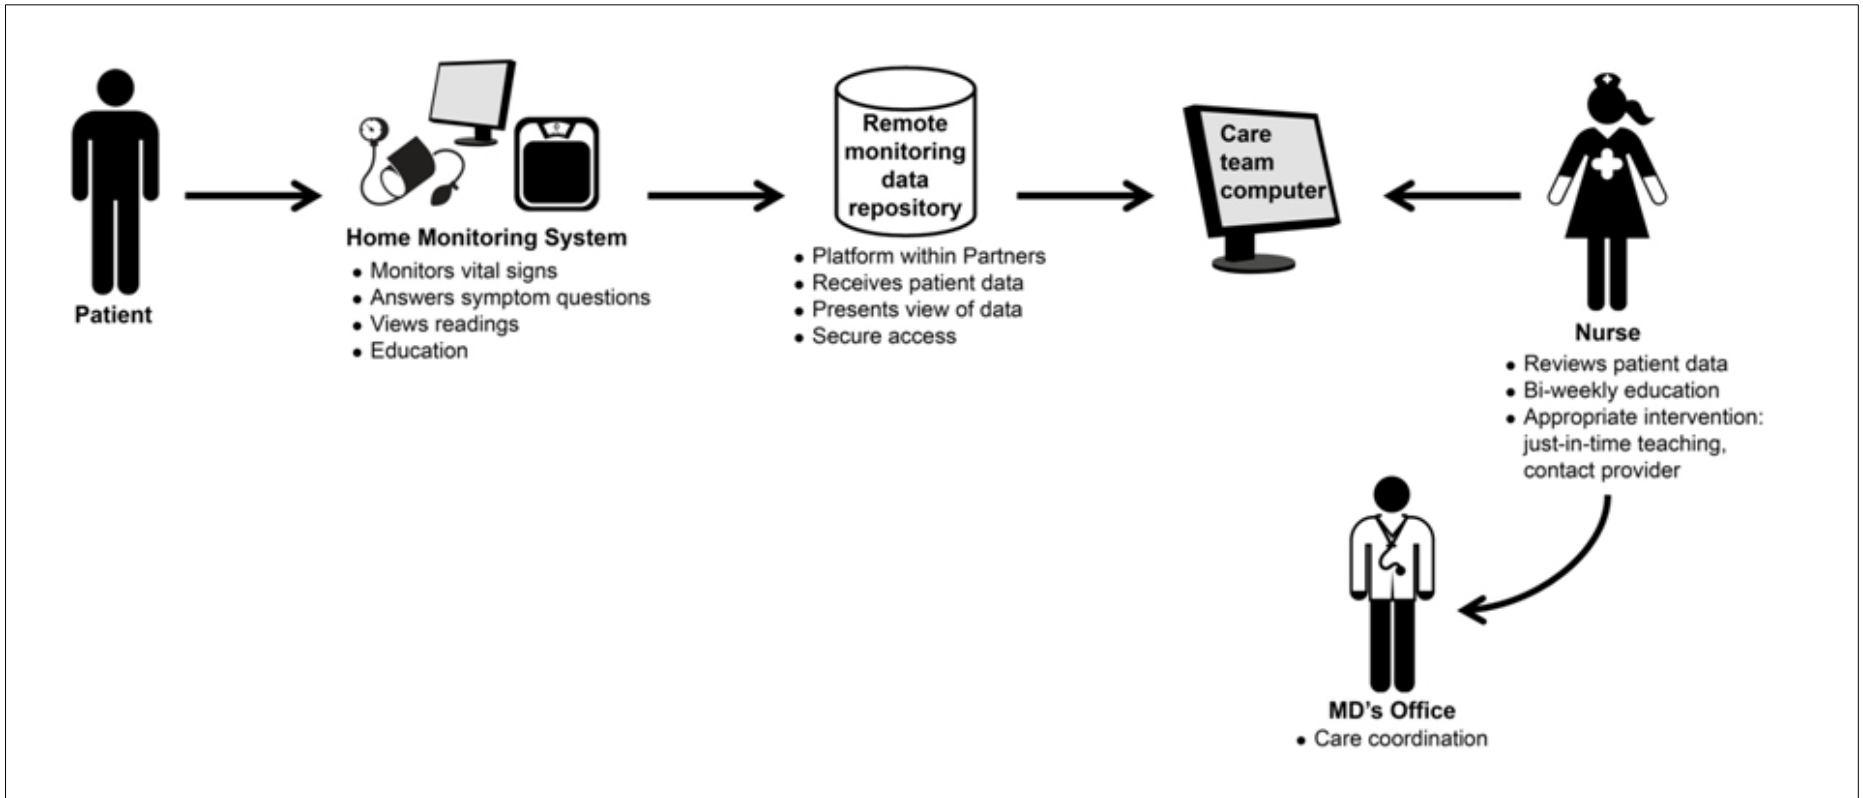 Patient
Home Monitoring System
• Monitors vital signs
• Answers symptom questions
• Views readings
• Education
Remote
monitoring
data
repository
• Platform within Partners
• Receives patient data
• Presents view of data
• Secure access
Care
team
computer
Nurse
• Reviews patient data
• Bi-weekly education
• Appropriate intervention:
just-in-time teaching,
contact provider
MD's Office
• Care coordination